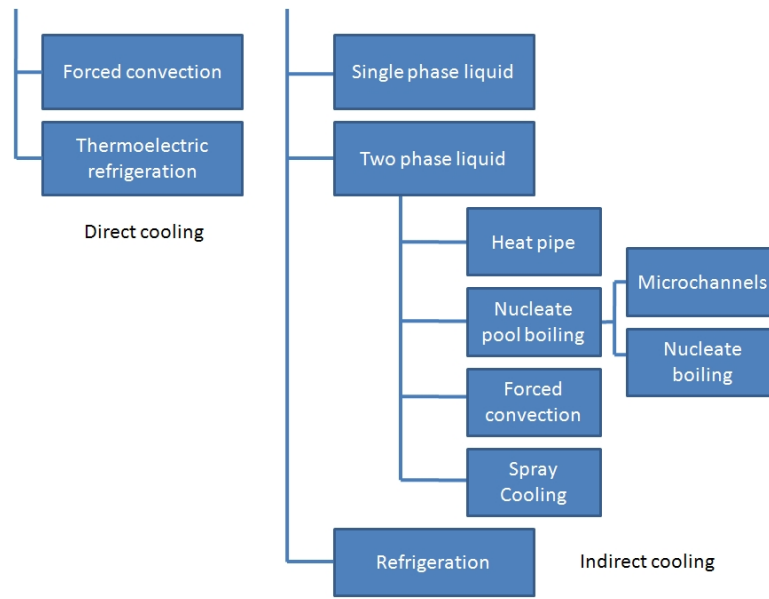 Forced convection
Thermoelectric
refrigeration
Direct cooling
Single phase liquid
Two phase liquid
Heat pipe
Nucleate
pool boiling
Microchannels
Nucleate
boiling
Forced
convection
Spray
Cooling
Refrigeration
Indirect cooling